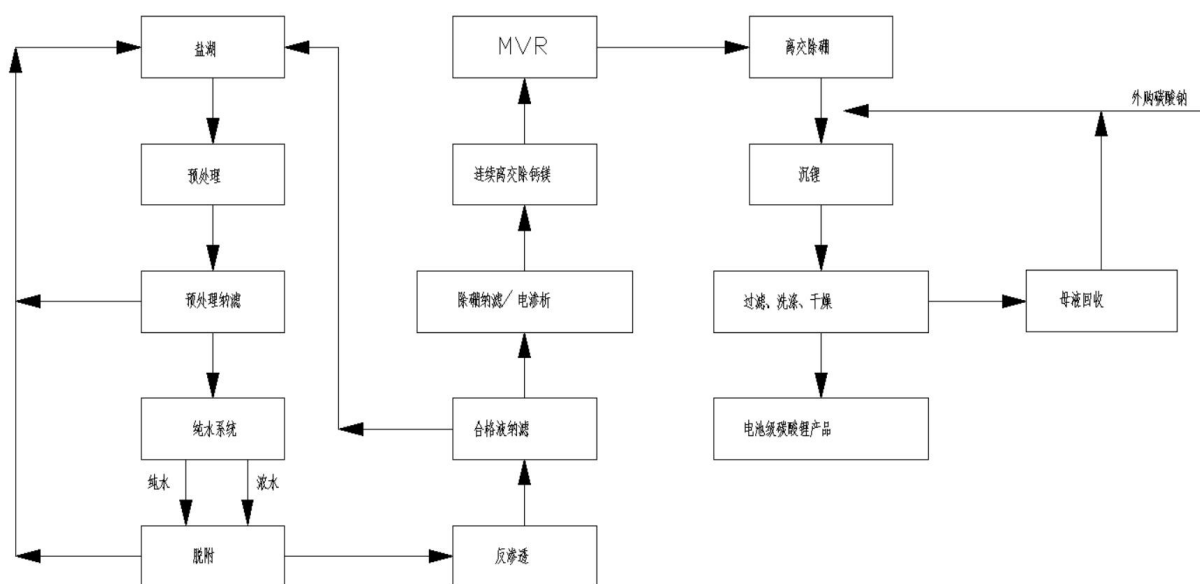 盐湖
预处理
预处理纳滤
纯水系统
纯水
浓水
脱附
反渗透
合格液纳滤
除硼纳滤/电渗析
连续离交除钙镁
MVR
离交除硼
外购碳酸钠
沉锂
过滤、洗涤、干燥
母液回收
电池级碳酸锂产品